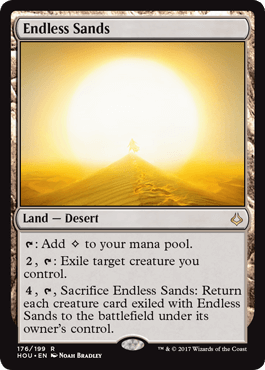 Endless Sands
Land — Desert
{T}: Add {C} to your mana pool.
2, {T}: Exile target creature you
control.
4, {T}, Sacrifice Endless Sands: Return
each creature card exiled with Endless
Sands to the battlefield under its
owner's control.
176/199 R
HOU • EN Noah Bradley
™ & © 2017 Wizards of the Coast